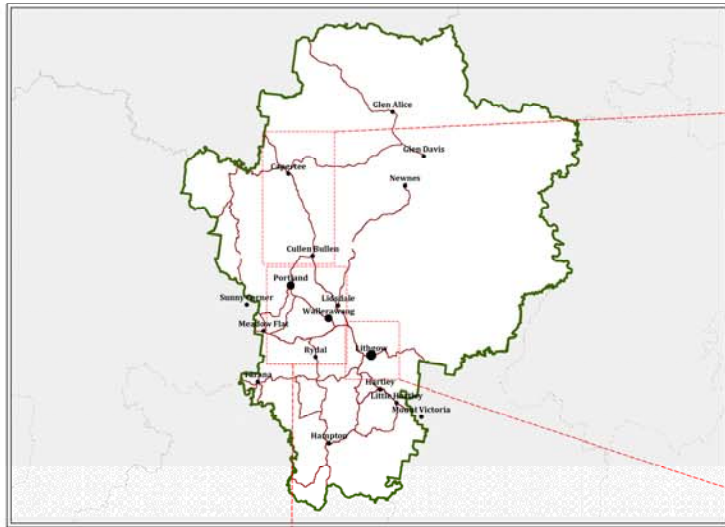 Glen Alice
Glen Davis
Capertee
Newnes
Cullen Bullen
Portland
Sunny Corner
Lidsdale
Wallerawang
Meadow Flat
Rydal
Lithgow
Tarana
Hartley
Little Hartley
Mount Victoria
Hampton